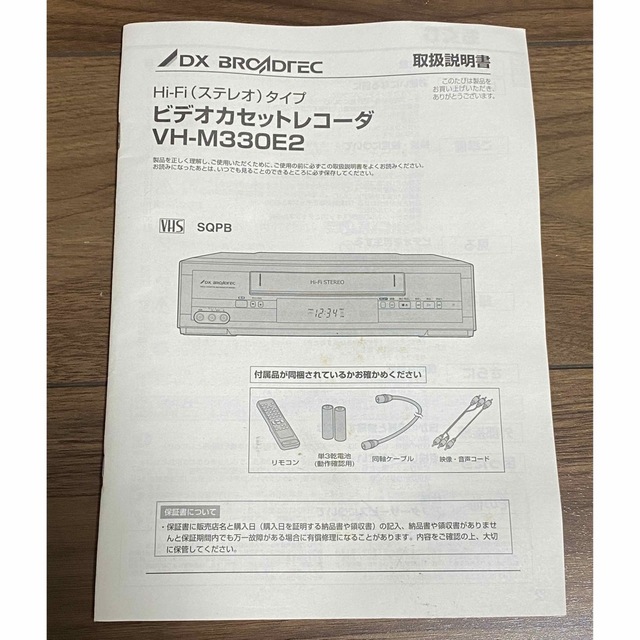 DX BROADTEC
取扱説明書
このたびは製品を
お買い上げいただき、
ありがとうございます。
Hi-Fi(ステレオ)タイプ
ビデオカセットレコーダ
VH-M330E2
製品を正しく理解し、ご使用いただくために、ご使用の前に必ずこの取扱説明書をよくお読みください。
お読みになったあとは、いつでも見ることのできるところに必ず保存してください。
VHS SQPB
DX BROADTEC
Hi-Fi STEREO
12:34
付属品が同梱されているかお確かめください
リモコン
単3乾電池
(動作確認用)
同軸ケーブル
映像・音声コード
保証書について
・保証書に販売店名と購入日(購入日を証明する納品書や領収書)の記入、納品書や領収書がありませ
んと保証期間内でも万一故障がある場合に有償修理になることがあります。内容をご確認の上、大切
に保管してください。